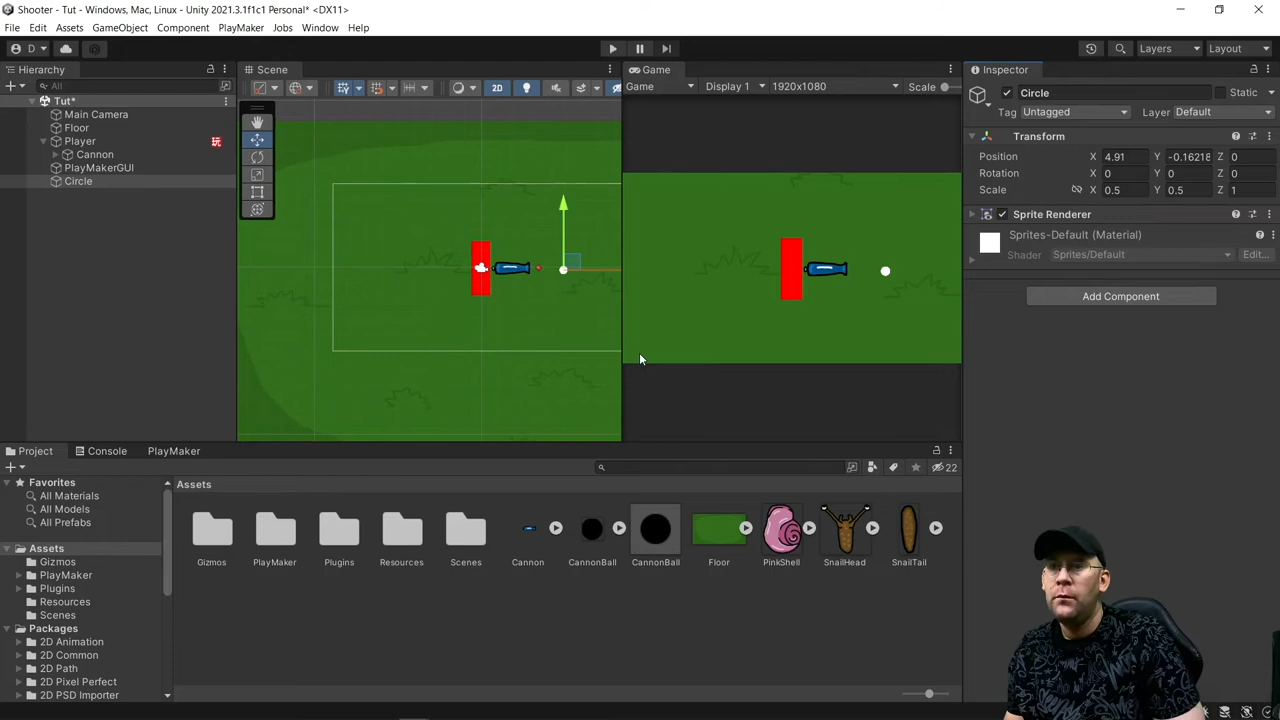 Shooter - Tut - Windows, Mac, Linux - Unity 2021.3.1f1c1 Personal* <DX11>
File Edit Assets GameObject Component PlayMaker Jobs Window Help
D Layers Layout
Hierarchy Scene Game Inspector
All 2D Game Display 1 1920x1080 Scale Circle Static
Tut*
Main Camera
Floor
Player
Cannon
PlayMakerGUI
Circle
Tag Untagged Layer Default
Transform
Position X 4.91 Y -0.16218 Z 0
Rotation X 0 Y 0 Z 0
Scale X 0.5 Y 0.5 Z 1
Sprite Renderer
Sprites-Default (Material)
Shader Sprites/Default Edit...
Add Component
Project Console PlayMaker
22
Favorites
All Materials
All Models
All Prefabs
Assets
Gizmos
PlayMaker
Plugins
Resources
Scenes
Packages
2D Animation
2D Common
2D Path
2D Pixel Perfect
2D PSD Importer
Assets
Gizmos PlayMaker Plugins Resources Scenes Cannon CannonBall CannonBall Floor PinkShell SnailHead SnailTail